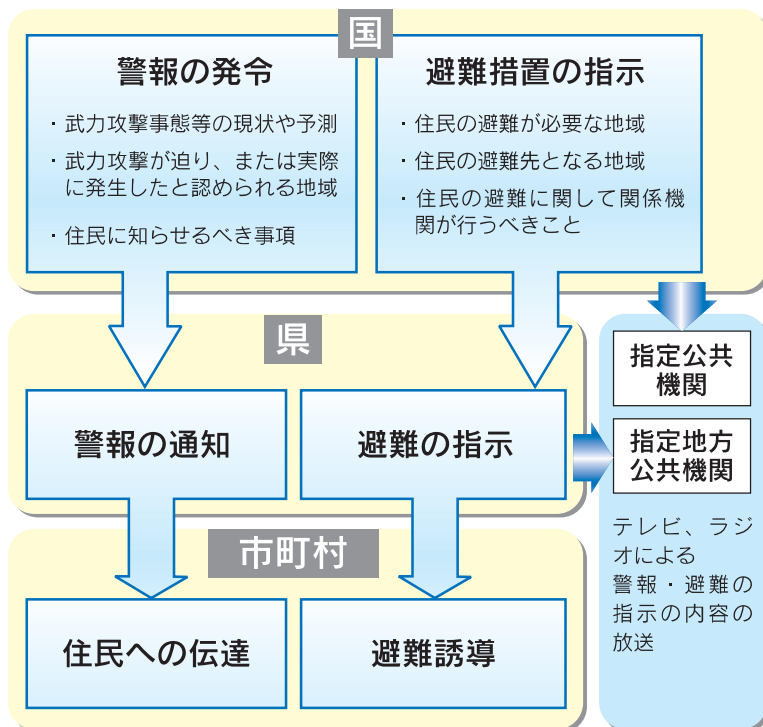 国
警報の発令
・武力攻撃事態等の現状や予測
・武力攻撃が迫り、または実際
に発生したと認められる地域
・住民に知らせるべき事項
避難措置の指示
・住民の避難が必要な地域
・住民の避難先となる地域
・住民の避難に関して関係機
関が行うべきこと
県
警報の通知
避難の指示
市町村
住民への伝達
避難誘導
指定公共
機関
指定地方
公共機関
テレビ、ラジ
オによる
警報・避難の
指示の内容の
放送